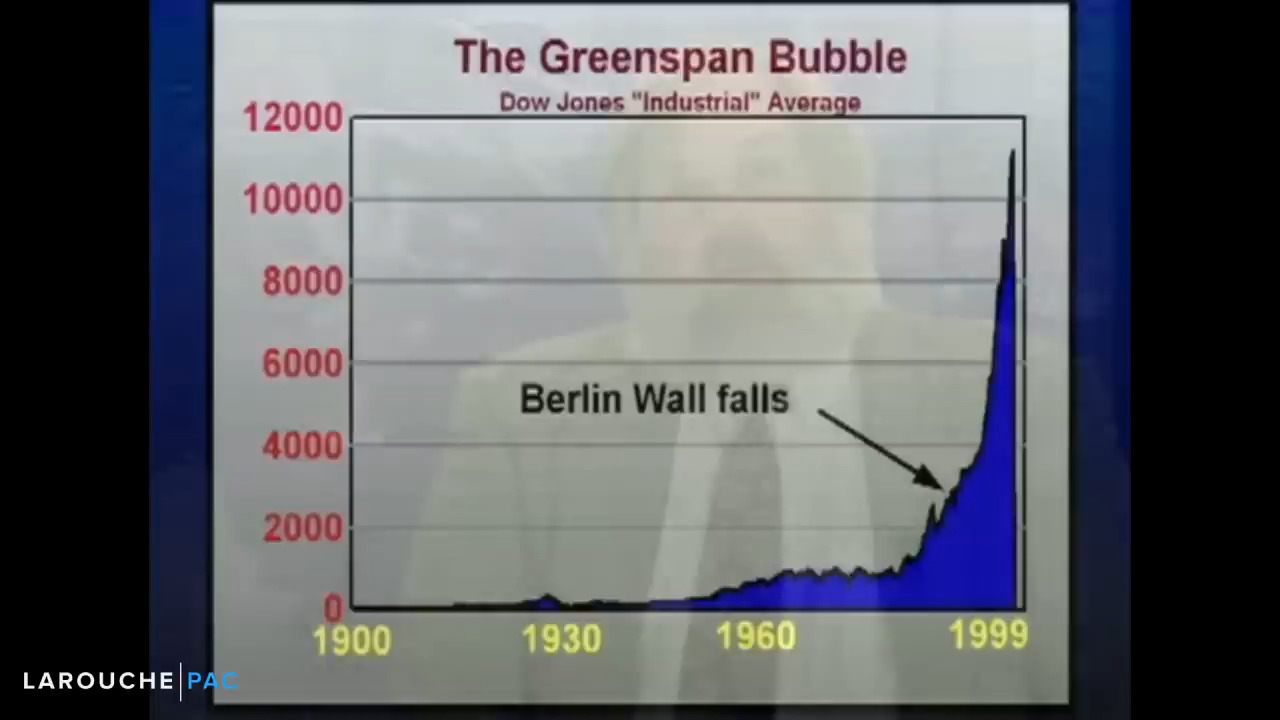 The Greenspan Bubble
Dow Jones "Industrial" Average
12000
10000
8000
6000
4000
2000
0
Berlin Wall falls
1900 1930 1960 1999
LAROUCHE PAC